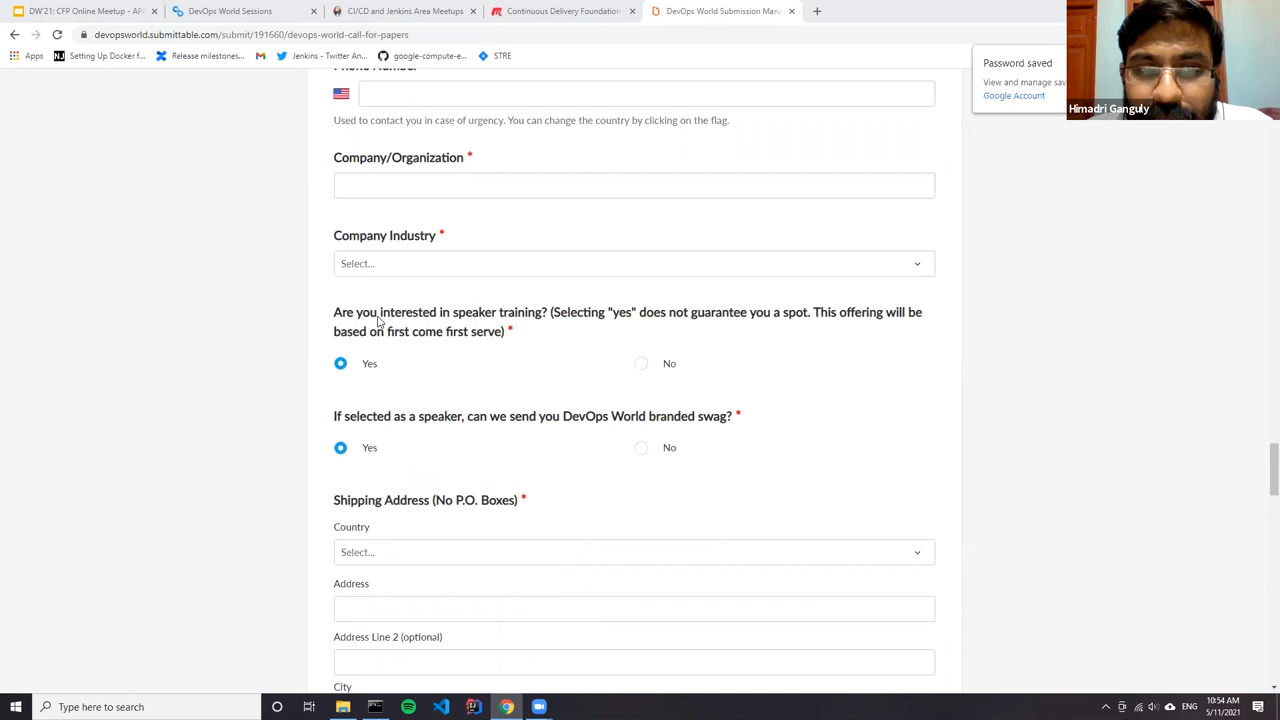 DW'21: CFP Online Meetup - AP
DevOps World Sessions
CI/CD and Jenkins Area Meetups
Continuous Delivery Foundation
DevOps World Submission Man
devopsworld.submittable.com/submit/191660/devops-world-call-for-papers
Apps
Setting Up Docker f...
Release milestones...
Jenkins - Twitter An...
google-compute-e...
STRE
Password saved
View and manage sav
Google Account
Himadri Ganguly
Phone Number
Used to contact you in case of urgency. You can change the country by clicking on the flag.
Company/Organization *
Company Industry *
Select...
Are you interested in speaker training? (Selecting "yes" does not guarantee you a spot. This offering will be
based on first come first serve) *
Yes
No
If selected as a speaker, can we send you DevOps World branded swag? *
Yes
No
Shipping Address (No P.O. Boxes) *
Country
Select...
Address
Address Line 2 (optional)
City
Type here to search
10:54 AM
5/11/2021